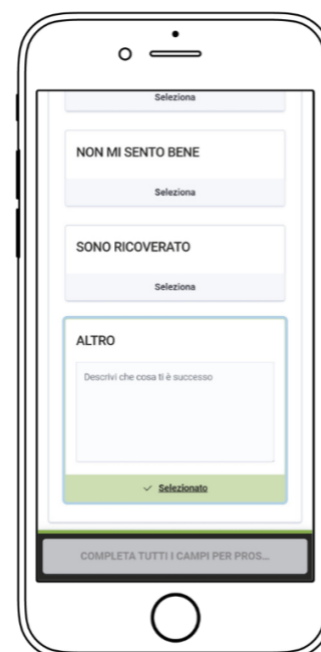 Seleziona
NON MI SENTO BENE
Seleziona
SONO RICOVERATO
Seleziona
ALTRO
Descrivi che cosa ti è successo
✓ Selezionato
COMPLETA TUTTI I CAMPI PER PROS...